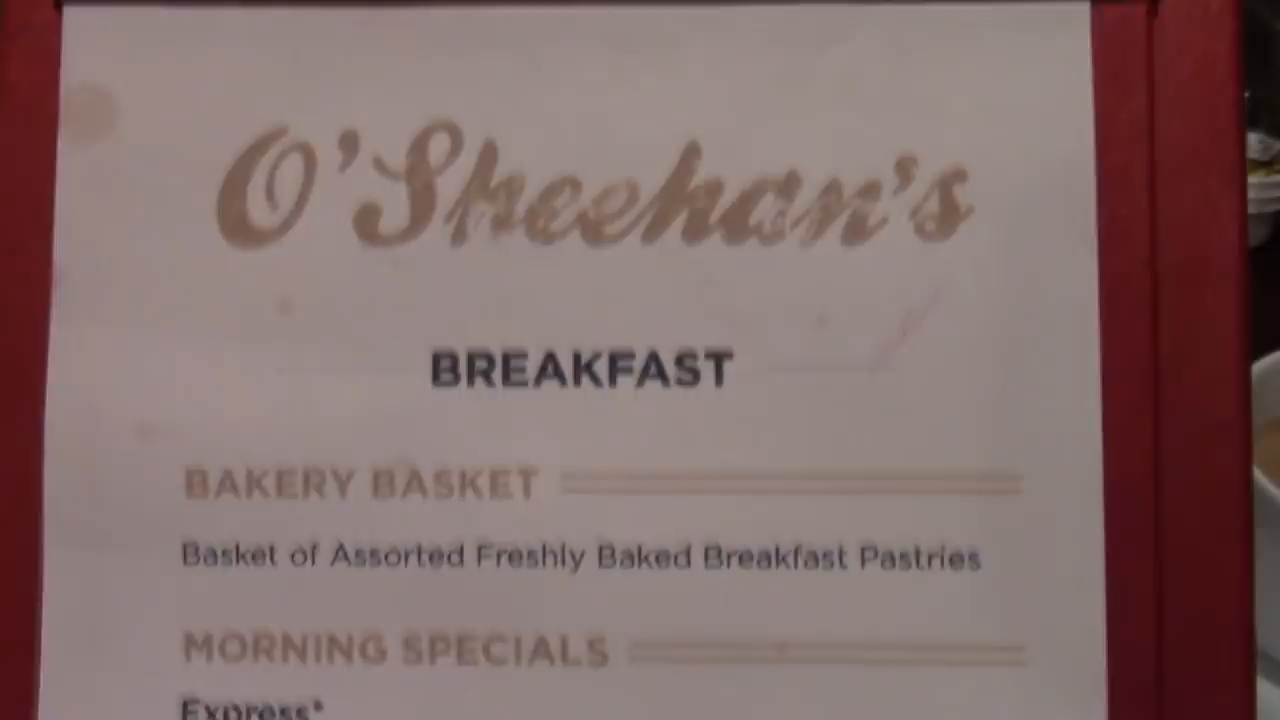 O'Sheehan's
BREAKFAST
BAKERY BASKET
Basket of Assorted Freshly Baked Breakfast Pastries
MORNING SPECIALS
Express*